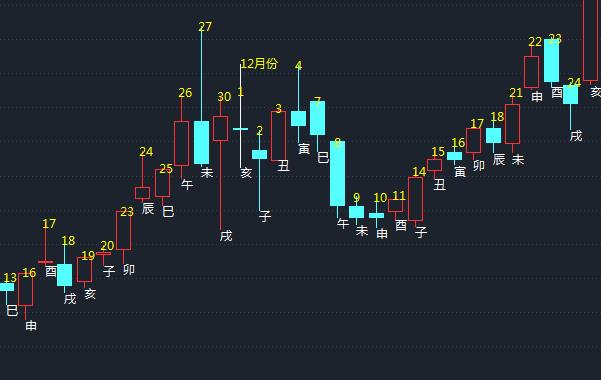 13
巳
16
申
17
酉
18
戌
19
亥
20
子
23
卯
24
辰
25
巳
26
午
27
未
30
戌
12月份
1
亥
2
子
3
丑
4
寅
7
巳
8
午
9
未
10
申
11
酉
14
子
15
丑
16
寅
17
卯
18
辰
21
未
22
申
23
酉
24
戌
亥